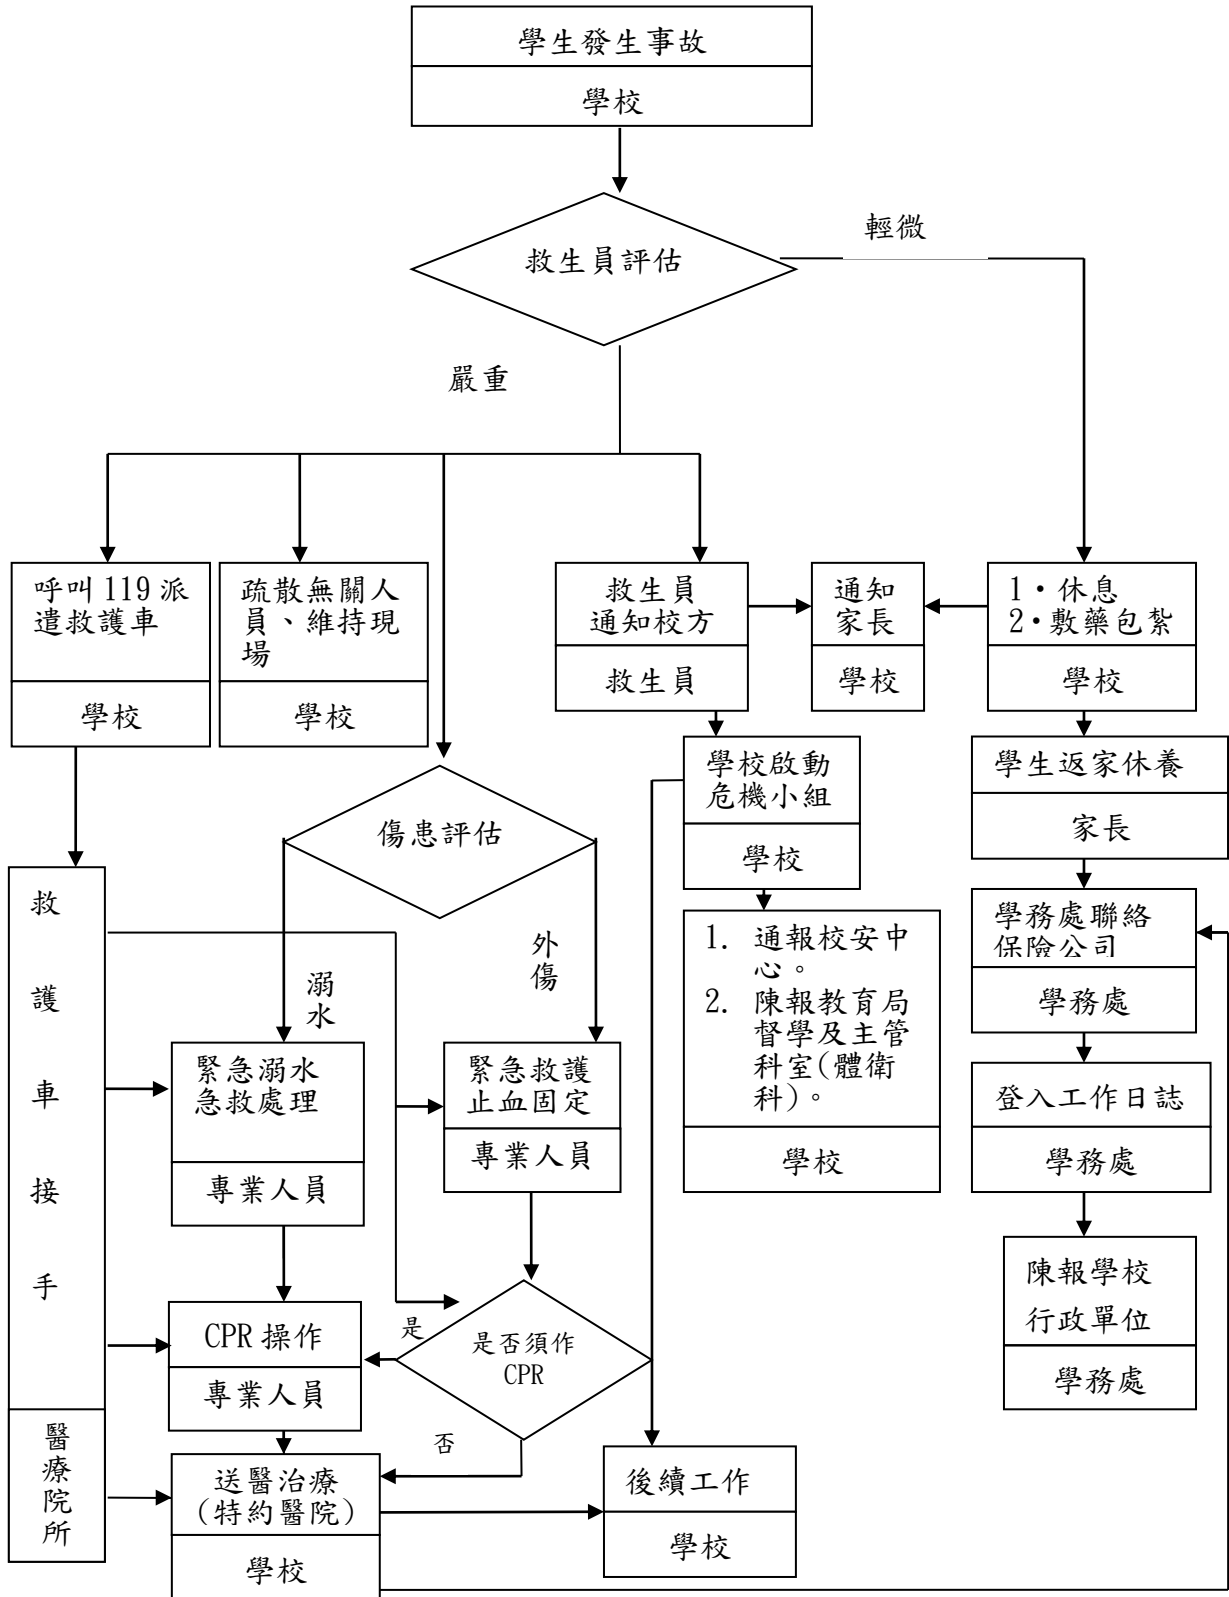 學生發生事故
學校
救生員評估
輕微
嚴重
呼叫 119 派
遣救護車
學校
疏散無關人
員、維持現
場
學校
救生員
通知校方
救生員
通知
家長
學校
1・休息
2・敷藥包紮
學校
學校啟動
危機小組
學校
學生返家休養
家長
傷患評估
溺水
外傷
救護車接手
醫療院所
1. 通報校安中
心。
2. 陳報教育局
督學及主管
科室(體衛
科)。
學校
學務處聯絡
保險公司
學務處
緊急溺水
急救處理
專業人員
緊急救護
止血固定
專業人員
登入工作日誌
學務處
CPR 操作
專業人員
是
是否須作
CPR
否
陳報學校
行政單位
學務處
送醫治療
(特約醫院)
學校
後續工作
學校